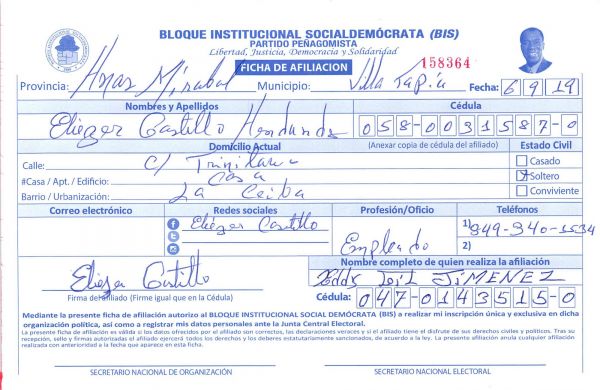 BLOQUE INSTITUCIONAL SOCIALDEMÓCRATA (BIS)
PARTIDO PEÑAGOMISTA
Libertad, Justicia, Democracia y Solidaridad
FICHA DE AFILIACION
158364
Provincia: Hnas Mirabal Municipio: Villa Tapia Fecha: 6 9 19
Nombres y Apellidos Cédula
Eliezer Castillo 058-0031587-0
Domicilio Actual (Anexar copia de cédula del afiliado) Estado Civil
Calle: C/ Casado
#Casa / Apt. / Edificio: Casa Soltero
Barrio / Urbanización: La Ceiba Conviviente
Correo electrónico Redes sociales Profesión/Oficio Teléfonos
Eliézer Castillo Empleado 1) 849-340-1534
2)
Nombre completo de quien realiza la afiliación
Eliezer Castillo Eddy JiMENEZ
Firma del afiliado (Firme igual que en la Cédula) Cédula: 047-0143515-0
Mediante la presente ficha de afiliación autorizo al BLOQUE INSTITUCIONAL SOCIAL DEMÓCRATA (BIS) a realizar mi inscripción única y exclusiva en dicha
organización política, así como a registrar mis datos personales ante la Junta Central Electoral.
La presente ficha de afiliación es válida si los datos ofrecidos por el afiliado son correctos, las declaraciones veraces y si el afiliado tiene el disfrute de sus derechos civiles y políticos. Tras su
recepción, sello y firmas autorizadas el afiliado ejercerá todos los derechos y los deberes estatutariamente sancionados, de acuerdo a la ley. La presente afiliación anula cualquier afiliación
realizada con anterioridad a la fecha que aparece en esta ficha.
SECRETARIO NACIONAL DE ORGANIZACIÓN SECRETARIO NACIONAL ELECTORAL